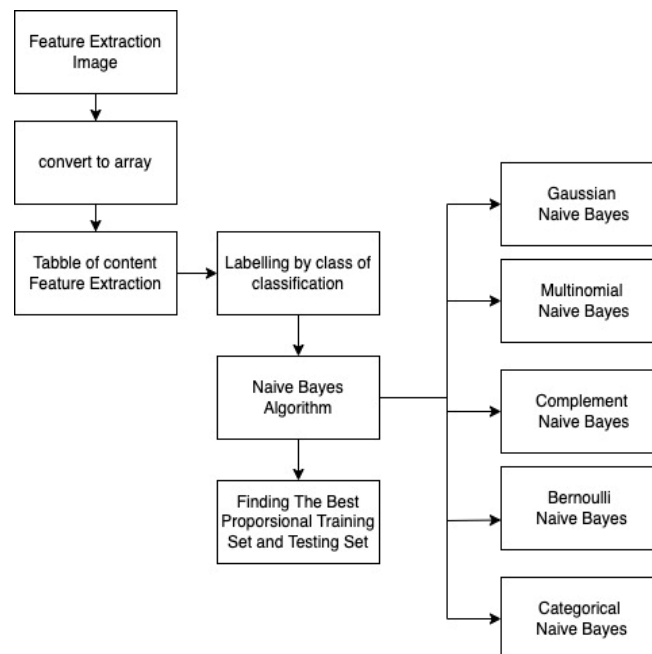 Feature Extraction
Image
convert to array
Tabble of content
Feature Extraction
Labelling by class of
classification
Naive Bayes
Algorithm
Finding The Best
Proporsional Training
Set and Testing Set
Gaussian
Naive Bayes
Multinomial
Naive Bayes
Complement
Naive Bayes
Bernoulli
Naive Bayes
Categorical
Naive Bayes